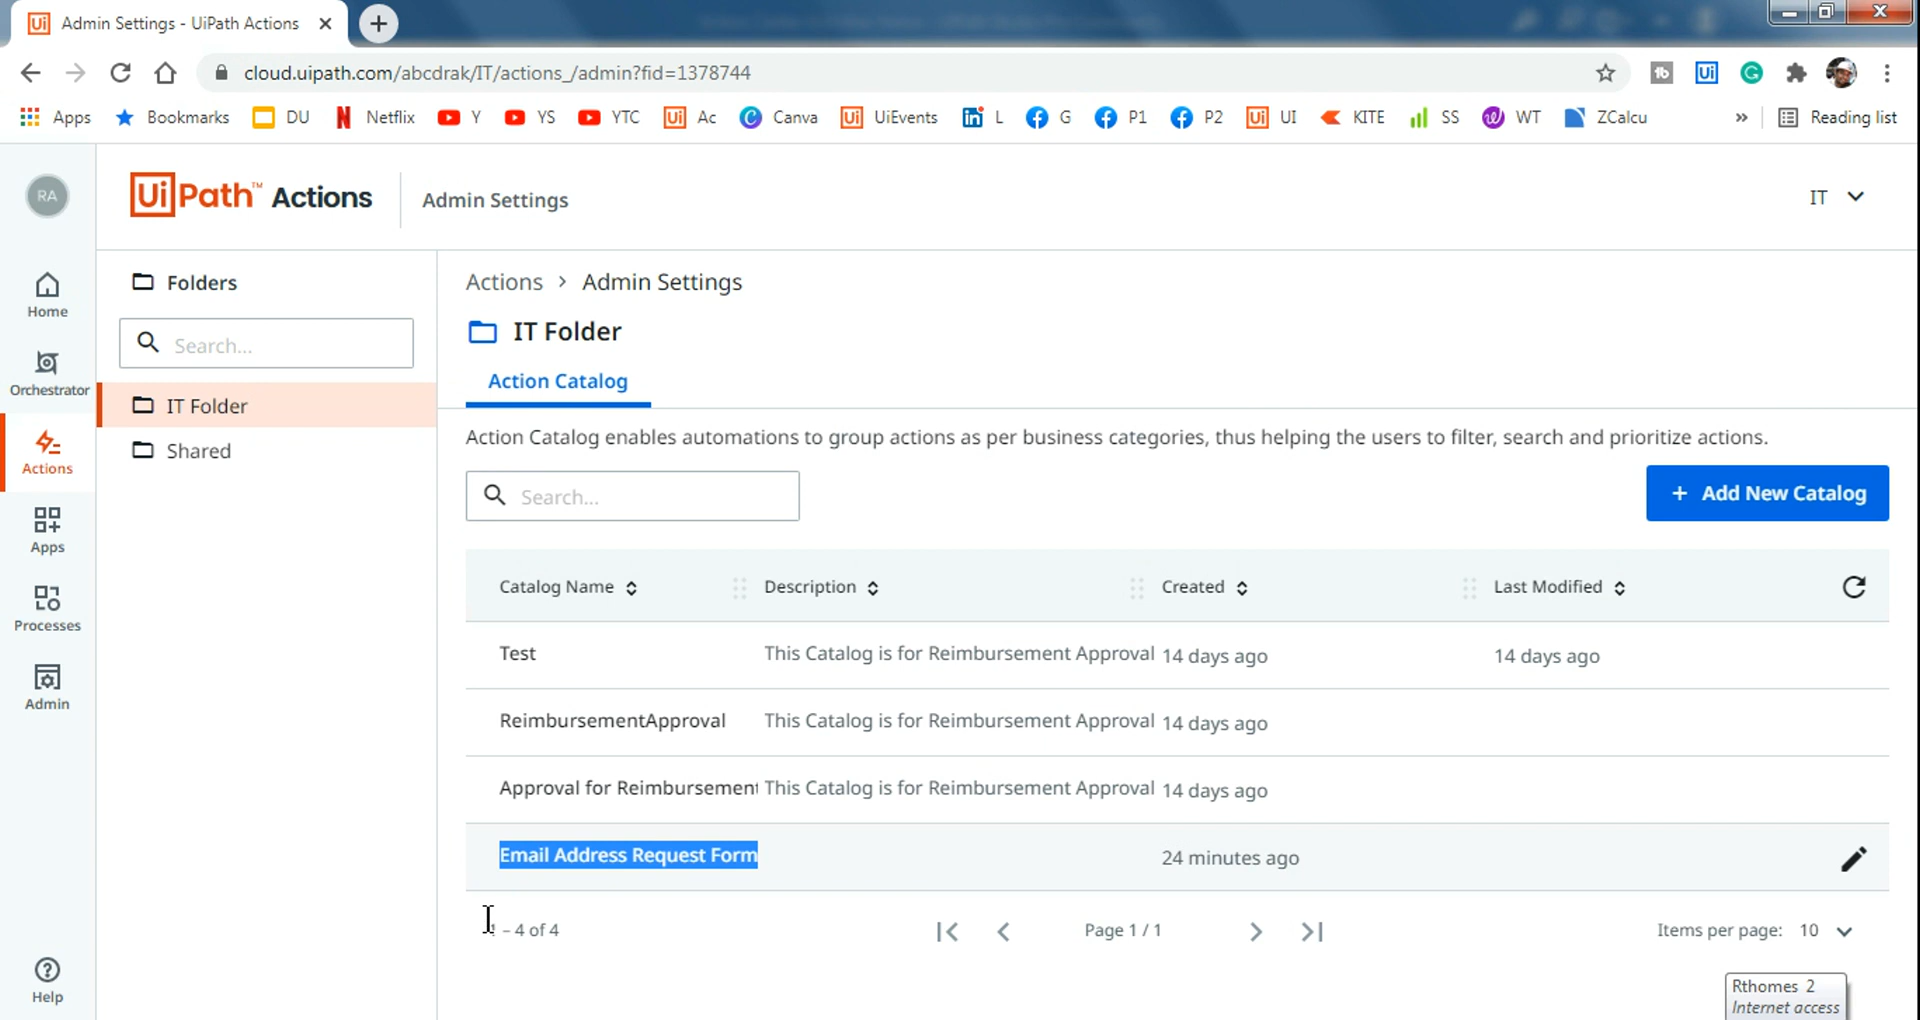 Admin Settings - UiPath Actions
cloud.uipath.com/abcdrak/IT/actions_/admin?fid=1378744
Apps Bookmarks DU Netflix Y YS YTC Ac Canva UiEvents L G P1 P2 UI KITE SS WT ZCalcu » Reading list
RA
UiPath™ Actions Admin Settings IT
Home
Orchestrator
Actions
Apps
Processes
Admin
Help
Folders
Search...
IT Folder
Shared
Actions > Admin Settings
IT Folder
Action Catalog
Action Catalog enables automations to group actions as per business categories, thus helping the users to filter, search and prioritize actions.
Search...
+ Add New Catalog
Catalog Name Description Created Last Modified
Test This Catalog is for Reimbursement Approval 14 days ago 14 days ago
ReimbursementApproval This Catalog is for Reimbursement Approval 14 days ago
Approval for Reimbursement This Catalog is for Reimbursement Approval 14 days ago
Email Address Request Form 24 minutes ago
1 – 4 of 4 Page 1 / 1 Items per page: 10
Rthomes 2
Internet access